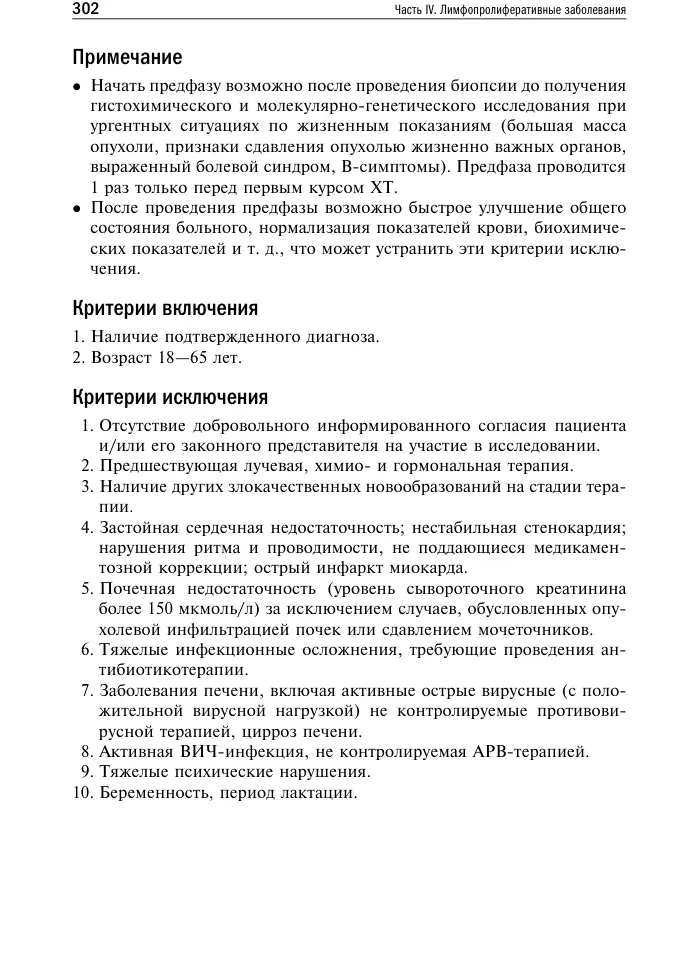 302
Часть IV. Лимфопролиферативные заболевания
Примечание
● Начать предфазу возможно после проведения биопсии до получения
гистохимического и молекулярно-генетического исследования при
ургентных ситуациях по жизненным показаниям (большая масса
опухоли, признаки сдавления опухолью жизненно важных органов,
выраженный болевой синдром, В-симптомы). Предфаза проводится
1 раз только перед первым курсом ХТ.
● После проведения предфазы возможно быстрое улучшение общего
состояния больного, нормализация показателей крови, биохимиче-
ских показателей и т. д., что может устранить эти критерии исклю-
чения.
Критерии включения
1. Наличие подтвержденного диагноза.
2. Возраст 18—65 лет.
Критерии исключения
1. Отсутствие добровольного информированного согласия пациента
и/или его законного представителя на участие в исследовании.
2. Предшествующая лучевая, химио- и гормональная терапия.
3. Наличие других злокачественных новообразований на стадии тера-
пии.
4. Застойная сердечная недостаточность; нестабильная стенокардия;
нарушения ритма и проводимости, не поддающиеся медикамен-
тозной коррекции; острый инфаркт миокарда.
5. Почечная недостаточность (уровень сывороточного креатинина
более 150 мкмоль/л) за исключением случаев, обусловленных опу-
холевой инфильтрацией почек или сдавлением мочеточников.
6. Тяжелые инфекционные осложнения, требующие проведения ан-
тибиотикотерапии.
7. Заболевания печени, включая активные острые вирусные (с поло-
жительной вирусной нагрузкой) не контролируемые противови-
русной терапией, цирроз печени.
8. Активная ВИЧ-инфекция, не контролируемая АРВ-терапией.
9. Тяжелые психические нарушения.
10. Беременность, период лактации.